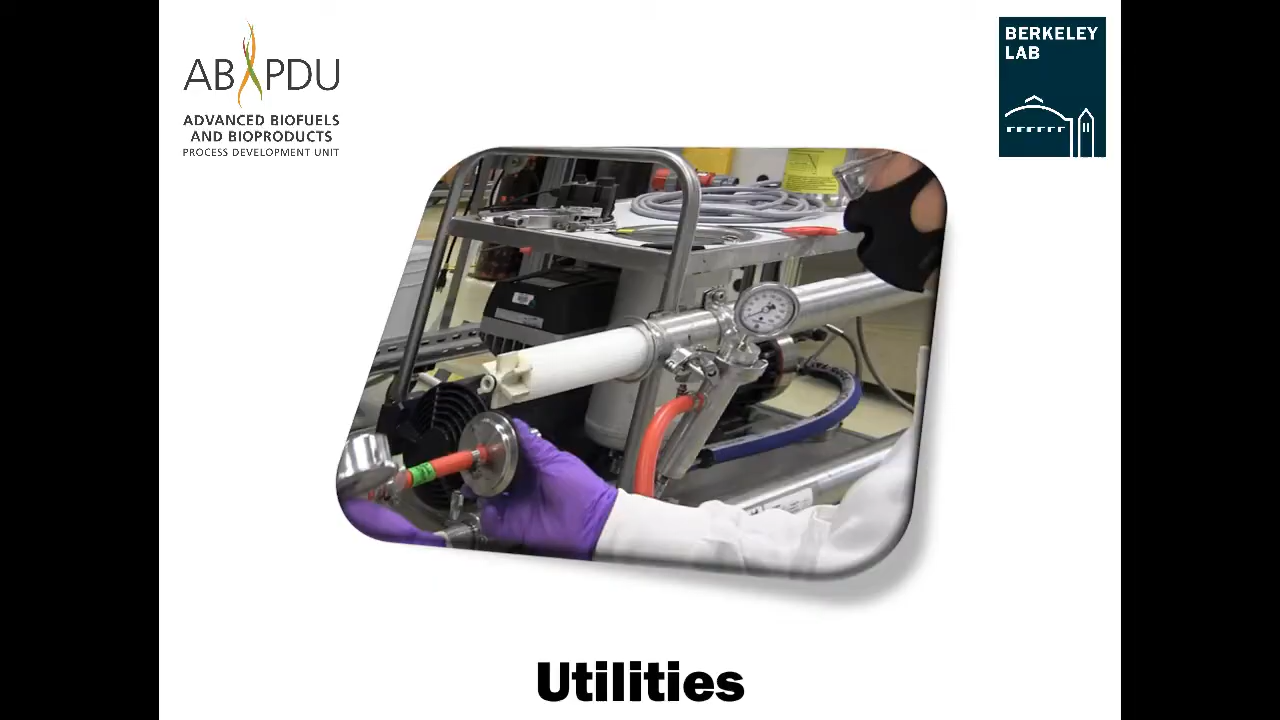 ABPDU
ADVANCED BIOFUELS
AND BIOPRODUCTS
PROCESS DEVELOPMENT UNIT
BERKELEY
LAB
Utilities